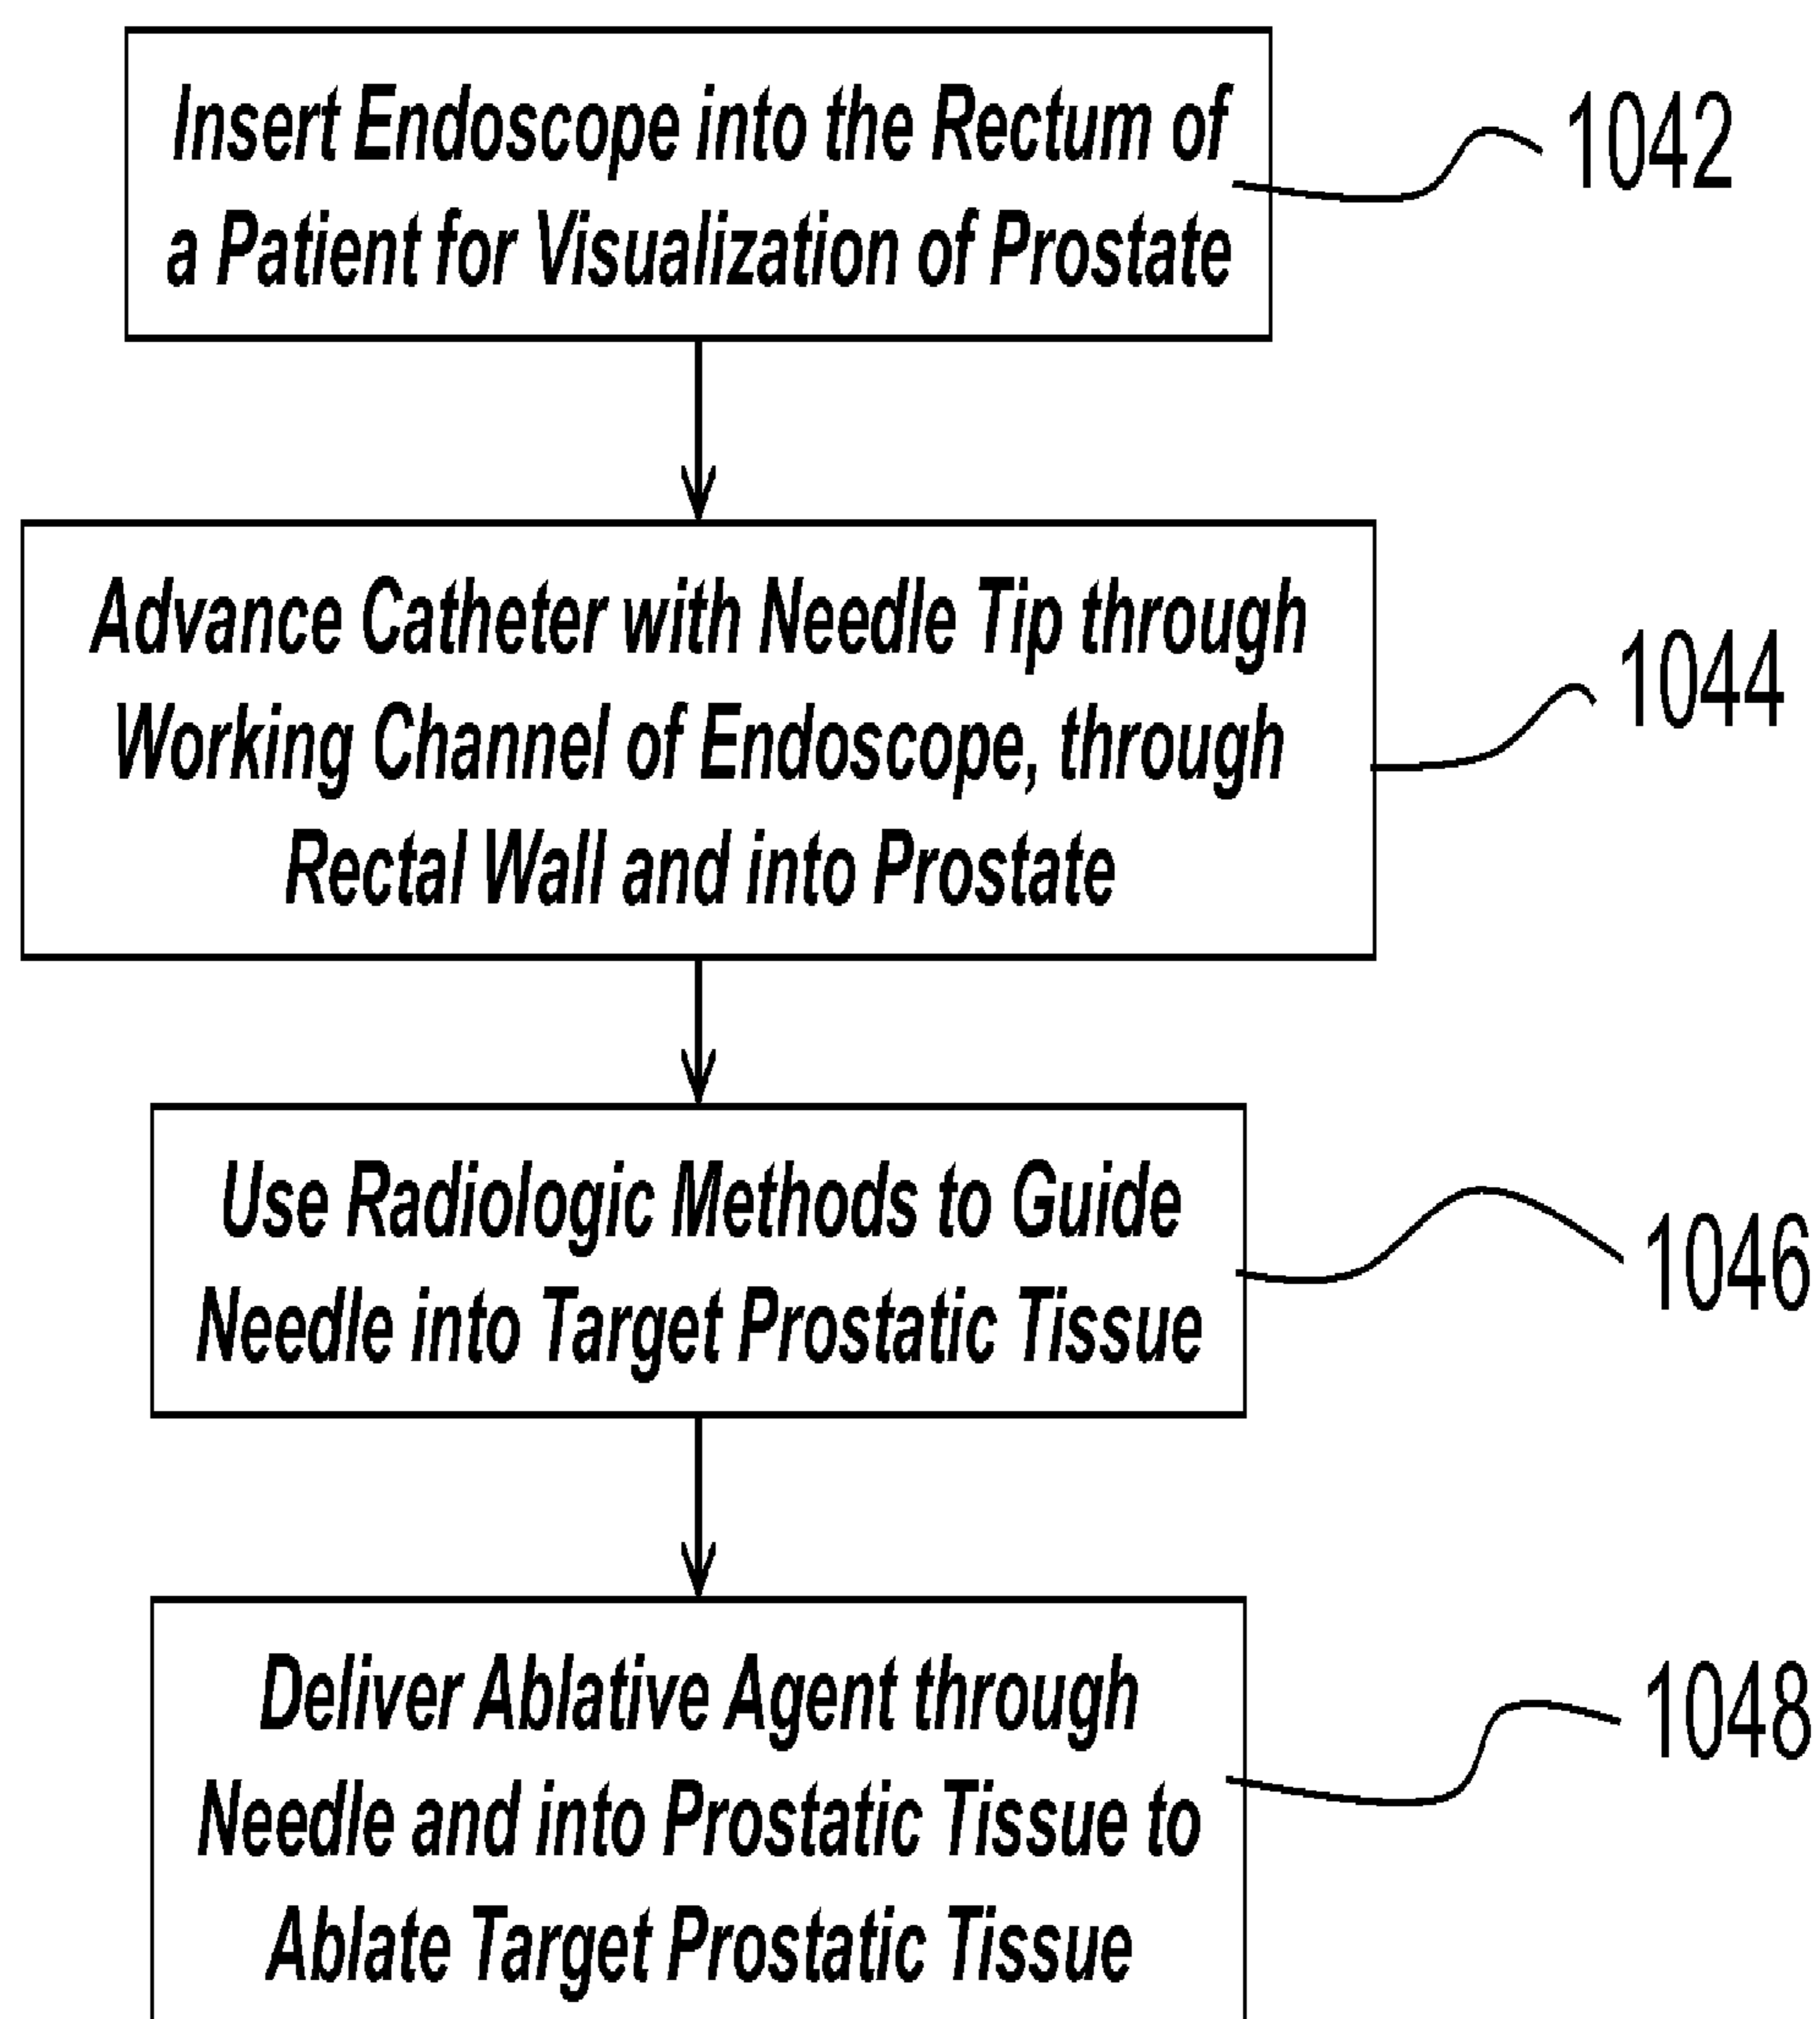 Insert Endoscope into the Rectum of
a Patient for Visualization of Prostate
1042
Advance Catheter with Needle Tip through
Working Channel of Endoscope, through
Rectal Wall and into Prostate
1044
Use Radiologic Methods to Guide
Needle into Target Prostatic Tissue
1046
Deliver Ablative Agent through
Needle and into Prostatic Tissue to
Ablate Target Prostatic Tissue
1048